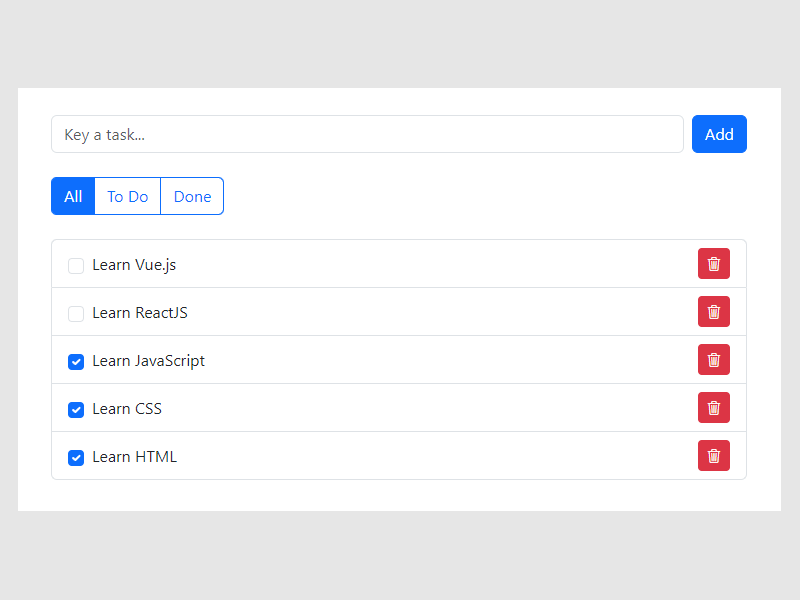 Key a task...
Add
All
To Do
Done
Learn Vue.js
Learn ReactJS
Learn JavaScript
Learn CSS
Learn HTML